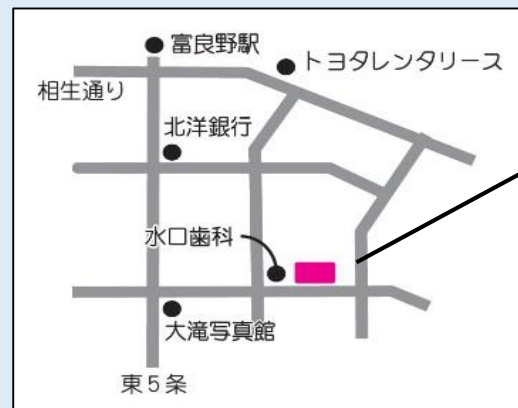 富良野駅
トヨタレンタリース
相生通り
北洋銀行
水口歯科
大滝写真館
東5条